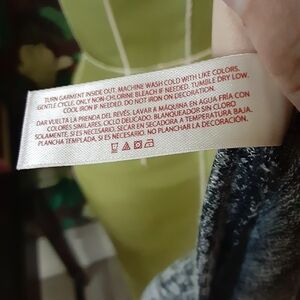 TURN GARMENT INSIDE OUT, MACHINE WASH COLD WITH LIKE COLORS,
GENTLE CYCLE. ONLY NON-CHLORINE BLEACH IF NEEDED. TUMBLE DRY LOW.
COOL IRON IF NEEDED. DO NOT IRON ON DECORATION.
DAR VUELTA LA PRENDA DEL REVÉS. LAVAR A MÁQUINA EN AGUA FRÍA CON
COLORES SIMILARES. CICLO DELICADO. BLANQUEADOR SIN CLORO
SOLAMENTE, SI ES NECESARIO. SECAR EN SECADORA A TEMPERATURA BAJA.
PLANCHA TEMPLADA, SI ES NECESARIO. NO PLANCHAR LA DECORACIÓN.